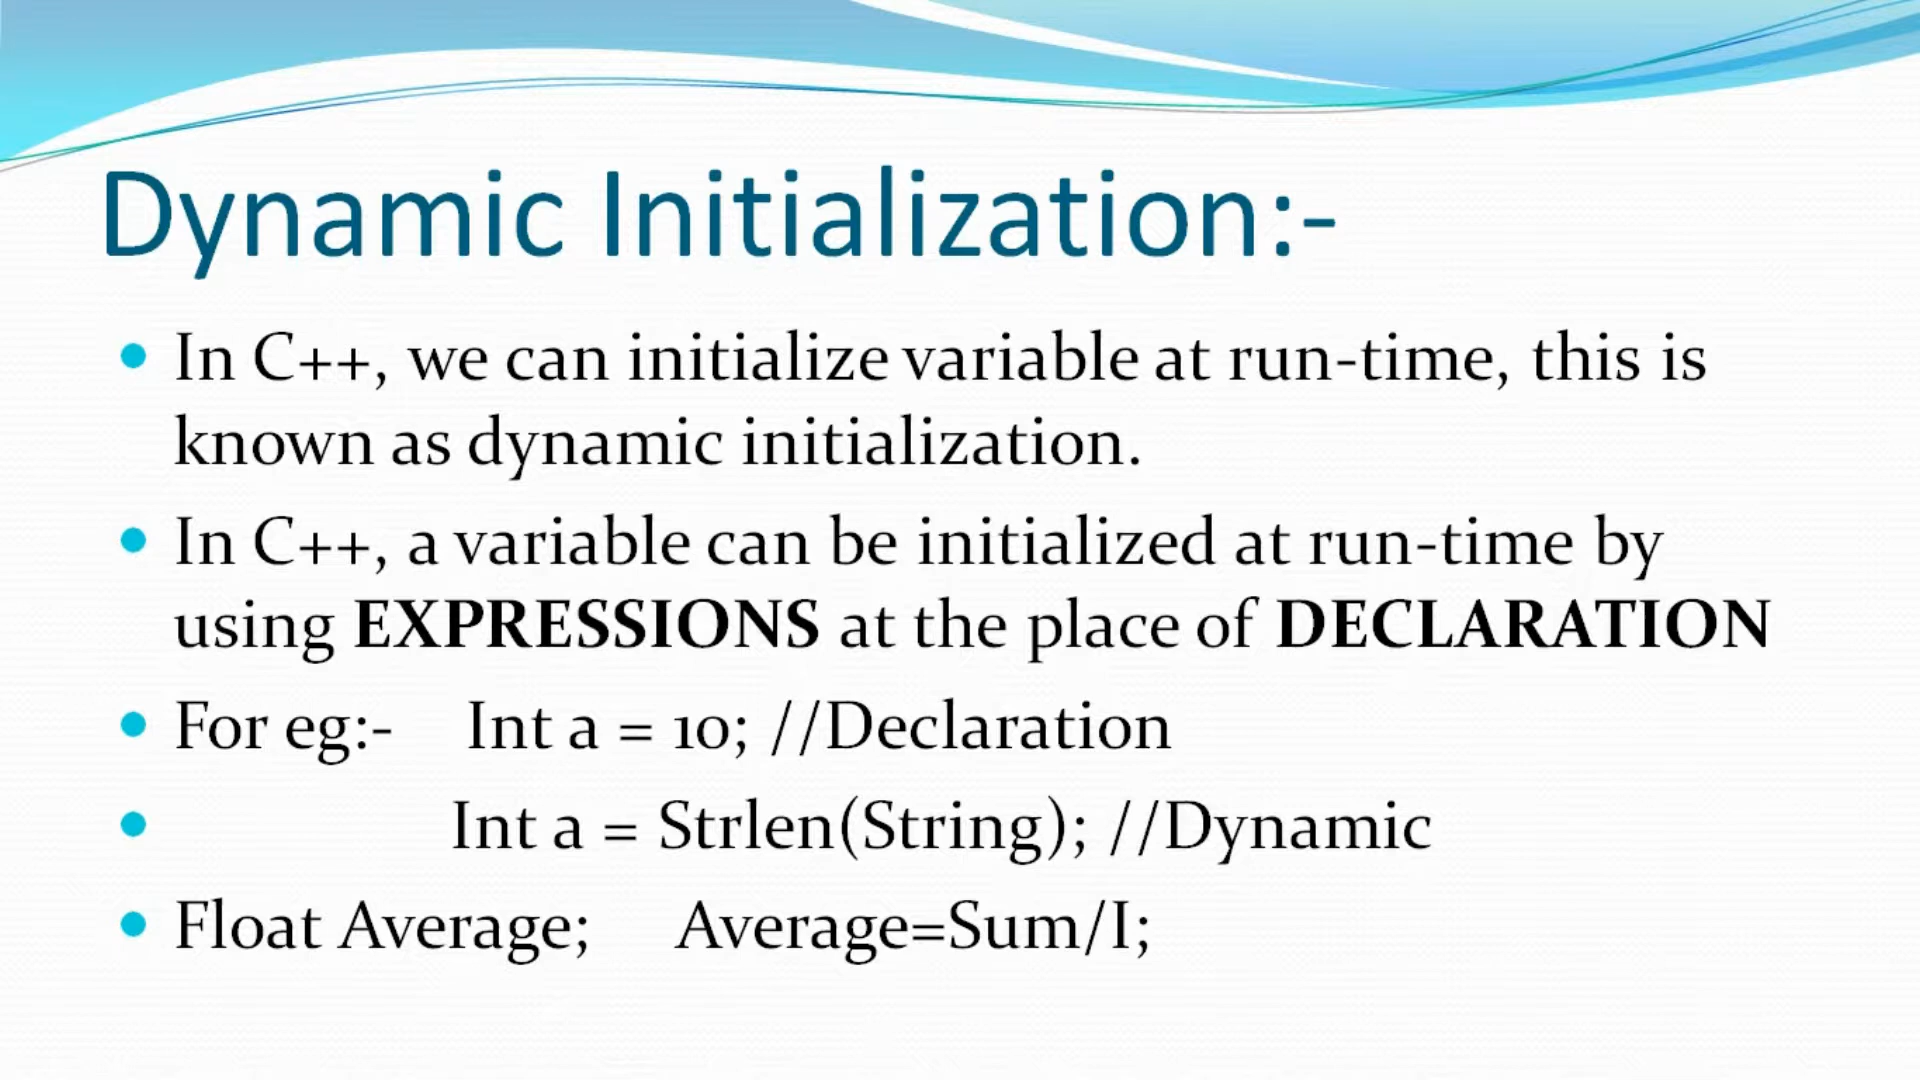 Dynamic Initialization:-
In C++, we can initialize variable at run-time, this is
known as dynamic initialization.
In C++, a variable can be initialized at run-time by
using EXPRESSIONS at the place of DECLARATION
For eg:- Int a = 10; //Declaration
Int a = Strlen(String); //Dynamic
Float Average; Average=Sum/I;